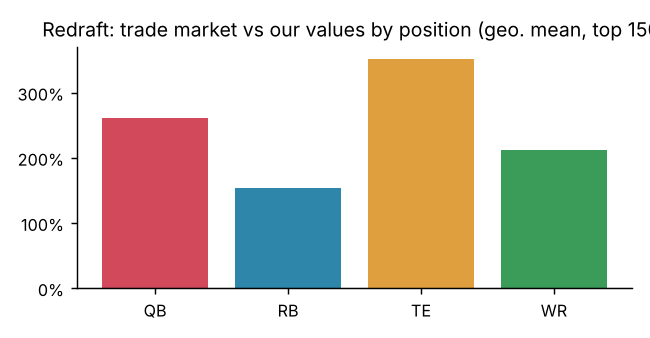 Redraft: trade market vs our values by position (geo. mean, top 150
300%
200%
100%
0%
QB RB TE WR